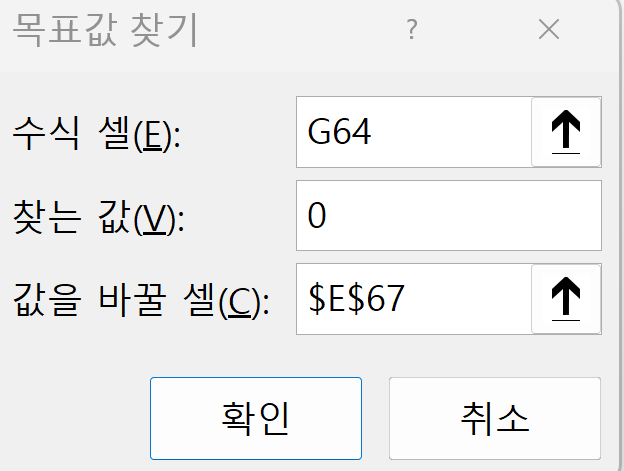 목표값 찾기 ?
수식 셀(E): G64
찾는 값(V): 0
값을 바꿀 셀(C): $E$67
확인 취소